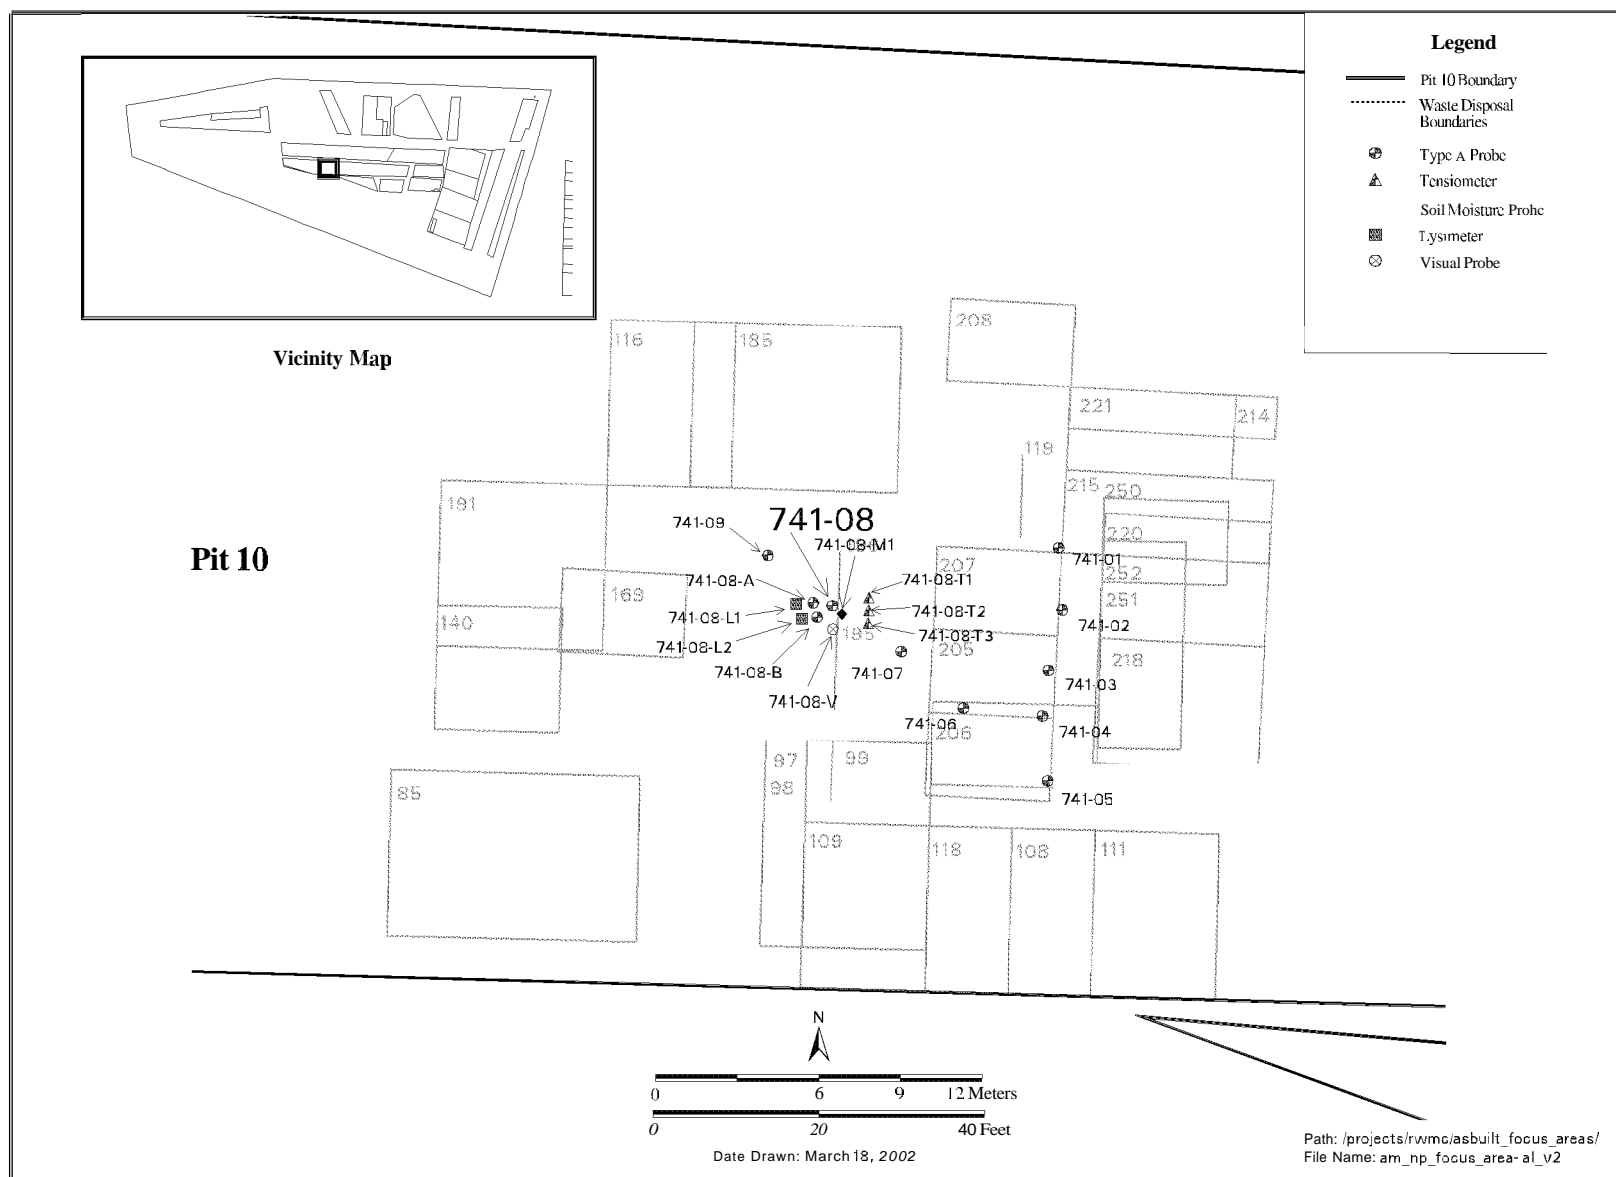 Legend
Pit 10 Boundary
Waste Disposal
Boundaries
Type A Probe
Tensiometer
Soil Moisture Probe
Lysimeter
Visual Probe
Vicinity Map
Pit 10
208
116
185
221
214
119
215
250
191
741-09
741-08
741-08-M1
220
741-01
207
252
741-08-A
741-08-T1
169
251
741-08-L1
741-08-T2
741-02
140
195
741-08-T3
741-08-L2
205
218
741-08-B
741-07
741-03
741-08-V
741-06
206
741-04
97
99
98
85
741-05
109
118
108
111
N
0 6 9 12 Meters
0 20 40 Feet
Date Drawn: March 18, 2002
Path: /projects/rwmc/asbuilt_focus_areas/
File Name: am_np_focus_area-al_v2